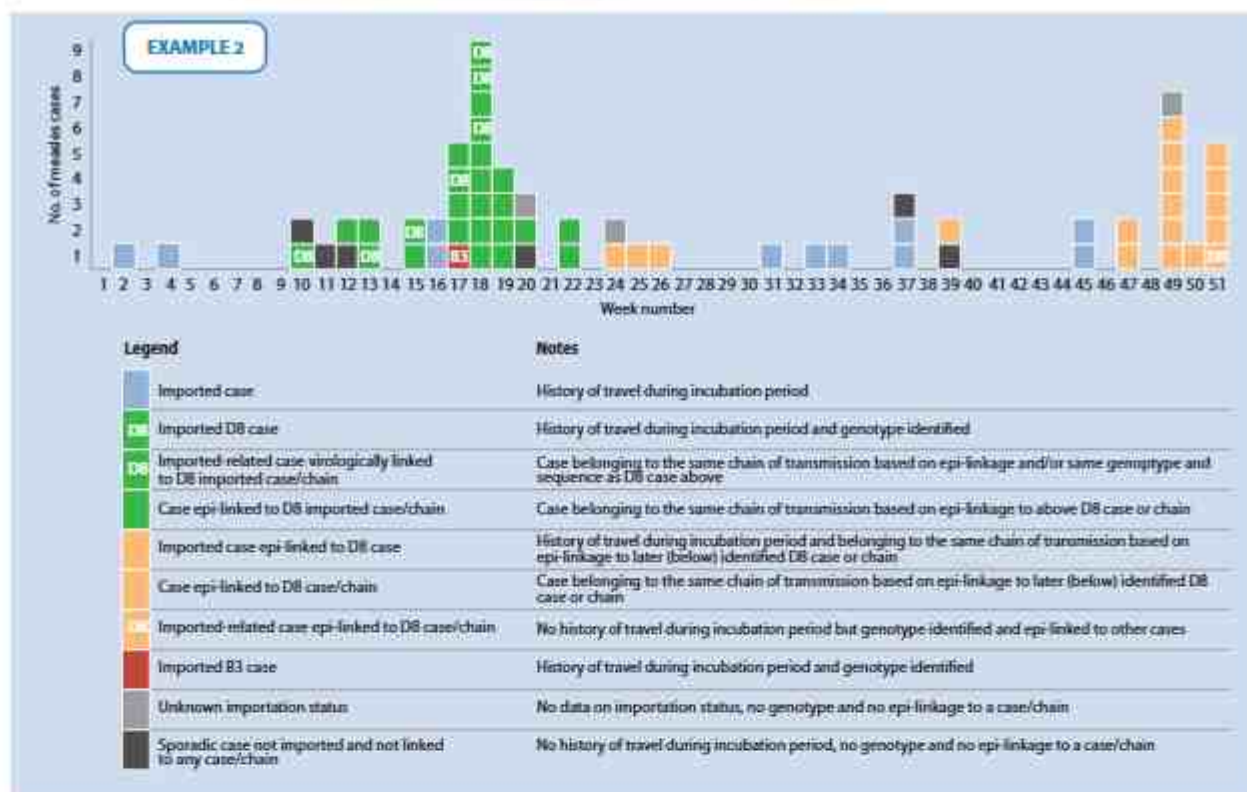 EXAMPLE 2
No. of measles cases
9
8
7
6
5
4
3
2
1
D8
D8
D8
D8
D8
D8
D8
B3
D8
1 2 3 4 5 6 7 8 9 10 11 12 13 14 15 16 17 18 19 20 21 22 23 24 25 26 27 28 29 30 31 32 33 34 35 36 37 38 39 40 41 42 43 44 45 46 47 48 49 50 51
Week number
Legend Notes
Imported case History of travel during incubation period
D8 Imported D8 case History of travel during incubation period and genotype identified
D8 Imported-related case virologically linked
to D8 imported case/chain
Case belonging to the same chain of transmission based on epi-linkage and/or same genoptype and
sequence as D8 case above
Case epi-linked to D8 imported case/chain Case belonging to the same chain of transmission based on epi-linkage to above D8 case or chain
Imported case epi-linked to D8 case
History of travel during incubation period and belonging to the same chain of transmission based on
epi-linkage to later (below) identified D8 case or chain
Case epi-linked to D8 case/chain
Case belonging to the same chain of transmission based on epi-linkage to later (below) identified D8
case or chain
D8 Imported-related case epi-linked to D8 case/chain No history of travel during incubation period but genotype identified and epi-linked to other caves
Imported B3 case History of travel during incubation period and genotype identified
Unknown importation status No data on importation status, no genotype and no epi-linkage to a case/chain
Sporadic case not imported and not linked
to any case/chain
No history of travel during incubation period, no genotype and no epi-linkage to a case/chain